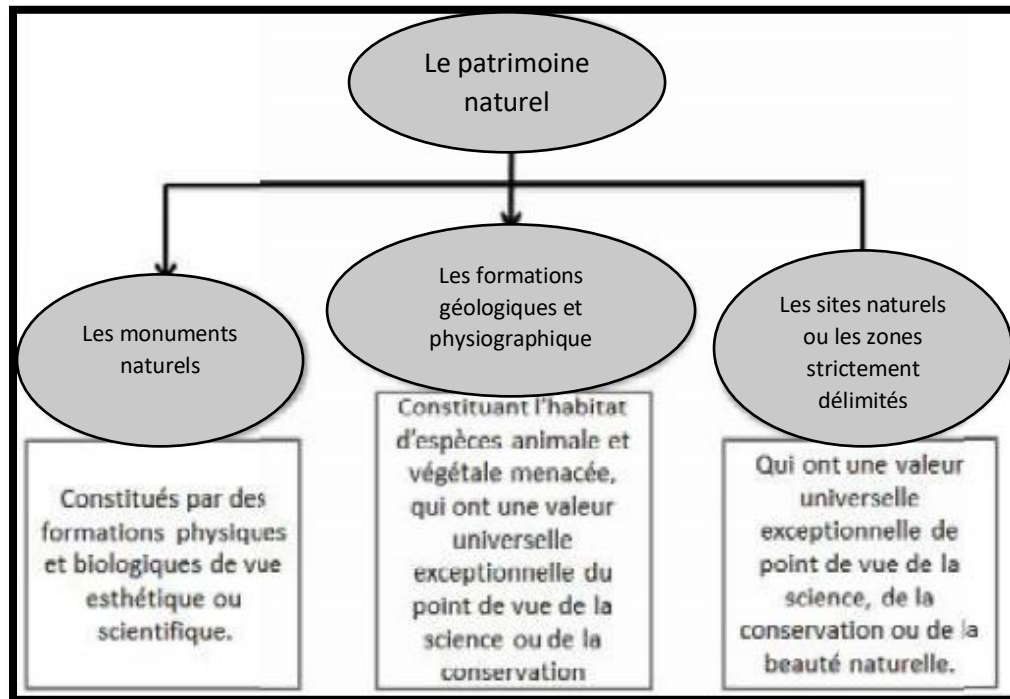 Le patrimoine
naturel
Les monuments
naturels
Constitués par des
formations physiques
et biologiques de vue
esthétique ou
scientifique.
Les formations
géologiques et
physiographique
Constituant l'habitat
d'espèces animale et
végétale menacée,
qui ont une valeur
universelle
exceptionnelle du
point de vue de la
science ou de la
conservation
Les sites naturels
ou les zones
strictement
délimités
Qui ont une valeur
universelle
exceptionnelle de
point de vue de la
science, de la
conservation ou de la
beauté naturelle.